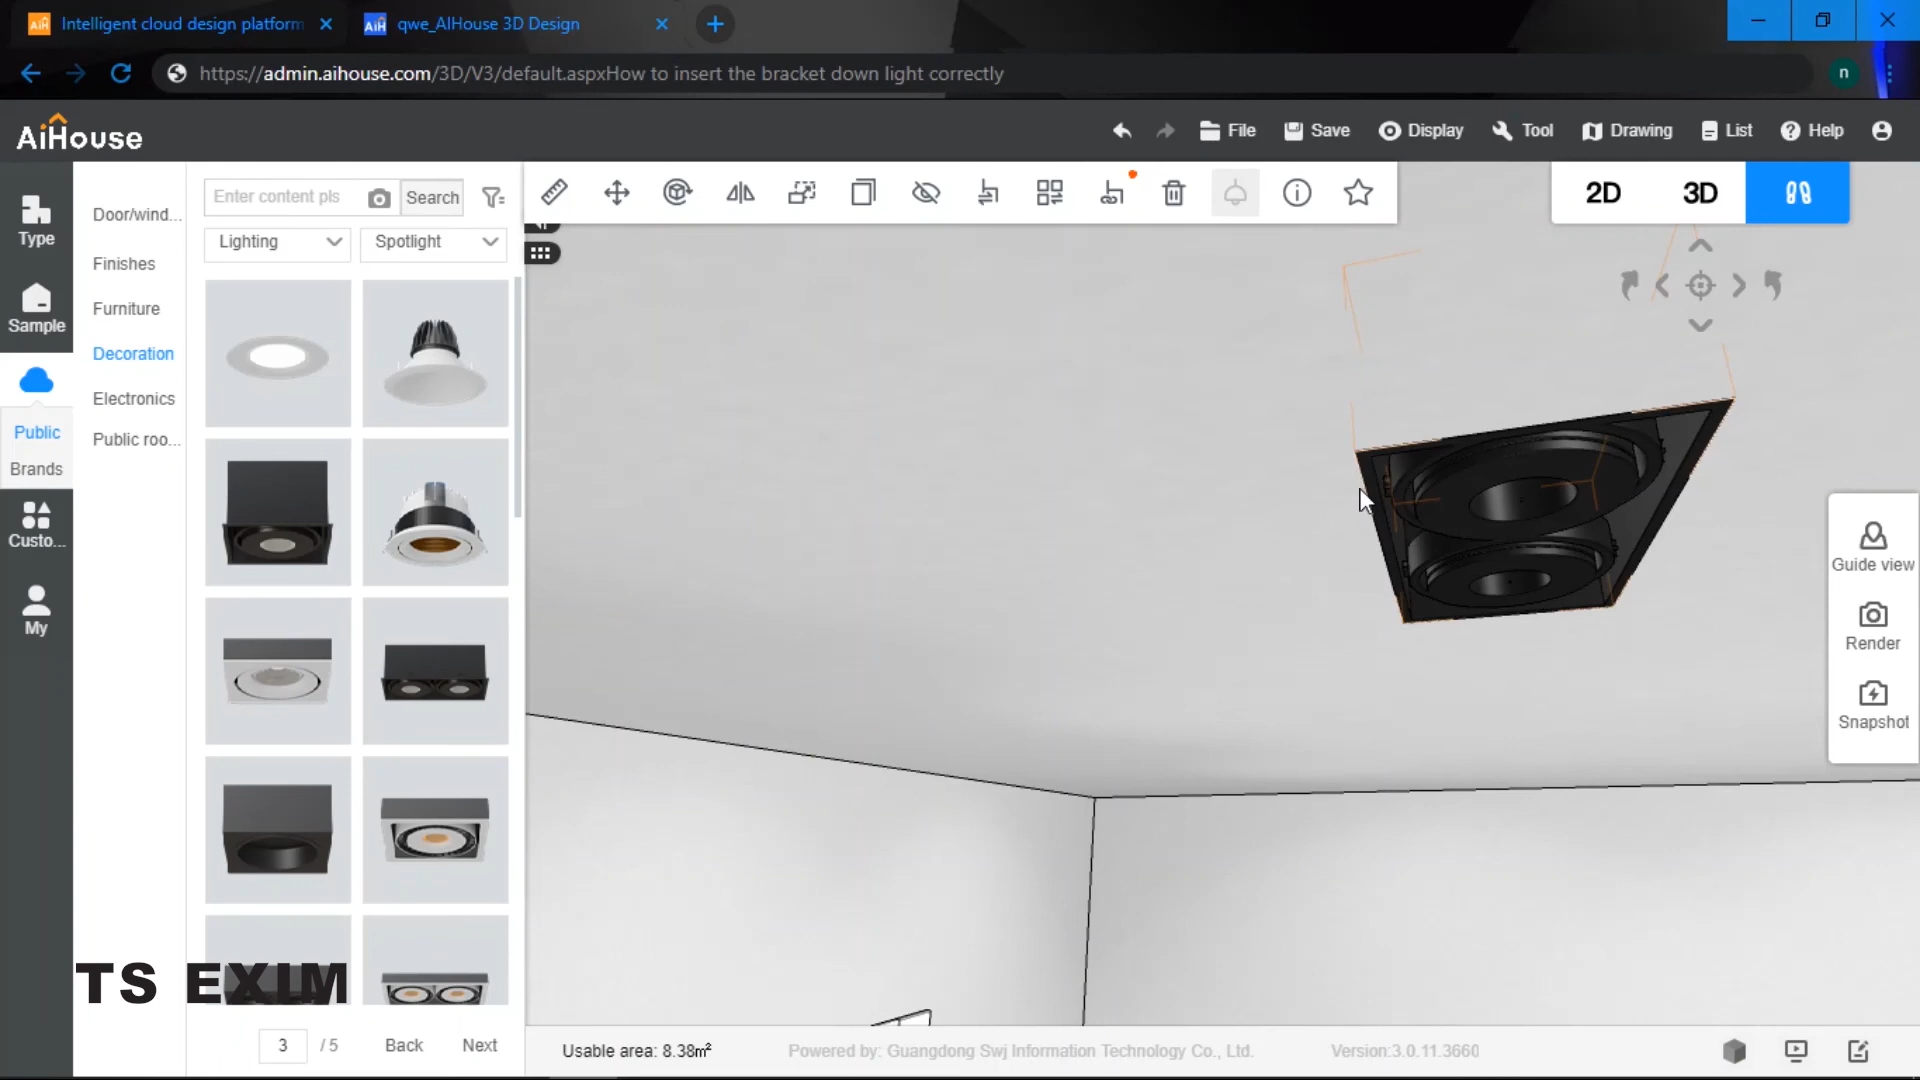 Intelligent cloud design platform
qwe_AIHouse 3D Design
https://admin.aihouse.com/3D/V3/default.aspxHow to insert the bracket down light correctly
n
AiHouse
File
Save
Display
Tool
Drawing
List
Help
Type
Sample
Public
Brands
Custo...
My
Door/wind...
Finishes
Furniture
Decoration
Electronics
Public roo...
Enter content pls
Search
Lighting
Spotlight
2D
3D
Guide view
Render
Snapshot
TS EXIM
3 / 5 Back Next
Usable area: 8.38m²
Powered by: Guangdong Swj Information Technology Co., Ltd.
Version:3.0.11.3660